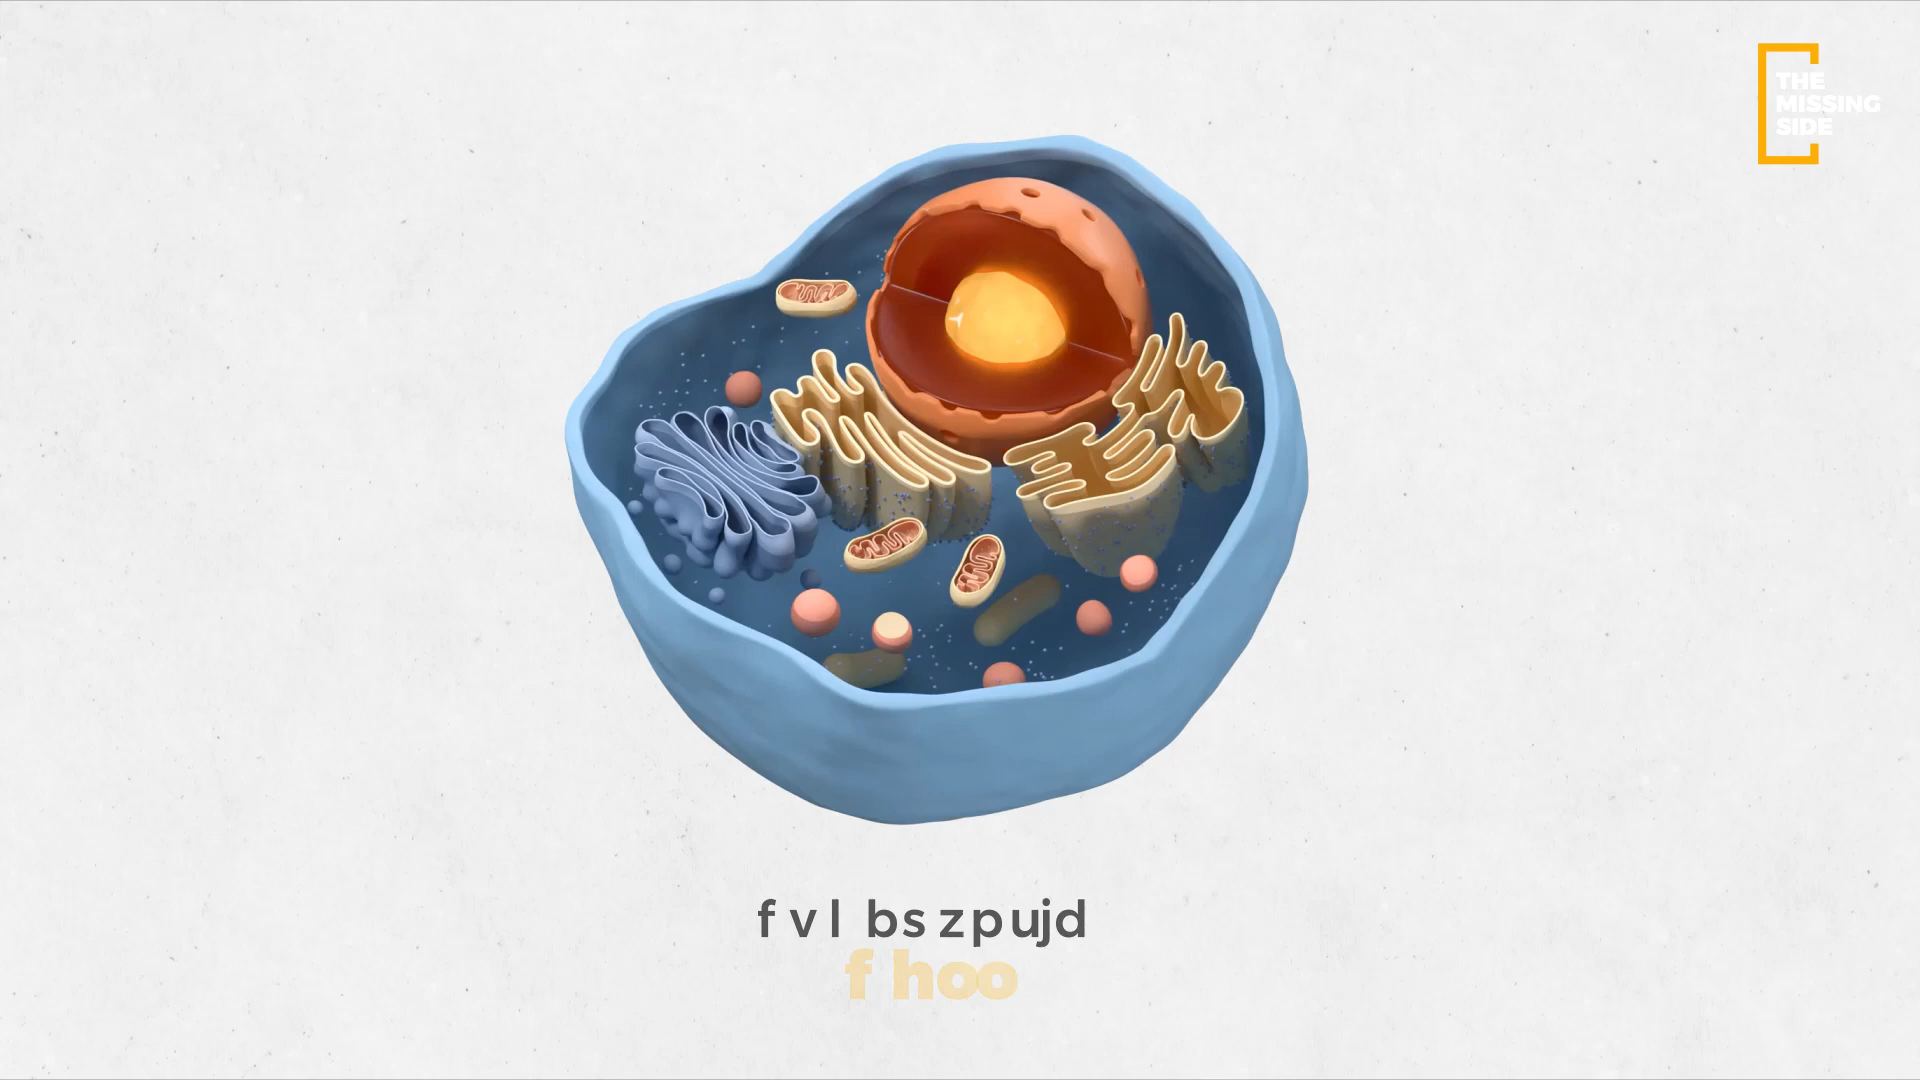 THE
MISSING
SIDE
f v l bs zpujd
f hoo